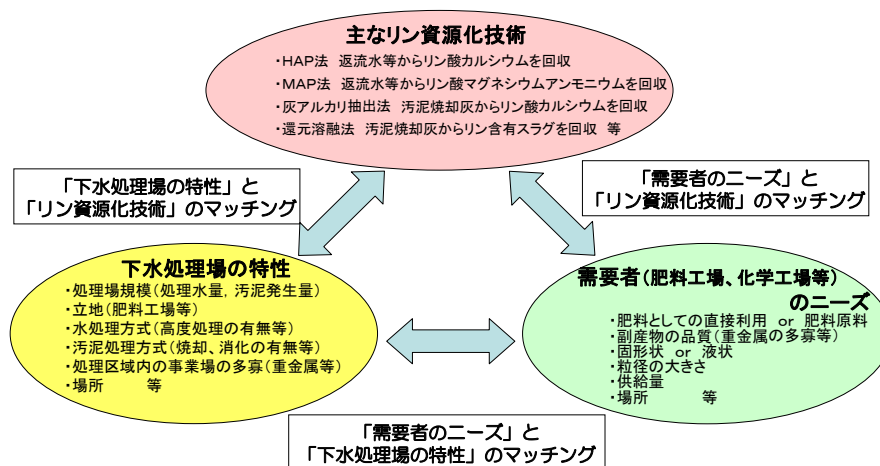 主なリン資源化技術
・HAP法　返流水等からリン酸カルシウムを回収
・MAP法　返流水等からリン酸マグネシウムアンモニウムを回収
・灰アルカリ抽出法　汚泥焼却灰からリン酸カルシウムを回収
・還元溶融法　汚泥焼却灰からリン含有スラグを回収　等
「下水処理場の特性」と
「リン資源化技術」のマッチング
「需要者のニーズ」と
「リン資源化技術」のマッチング
下水処理場の特性
・処理場規模（処理水量，汚泥発生量）
・立地（肥料工場等）
・水処理方式（高度処理の有無等）
・汚泥処理方式（焼却、消化の有無等）
・処理区域内の事業場の多寡（重金属等）
・場所　　　等
需要者（肥料工場、化学工場等）
のニーズ
・肥料としての直接利用　or　肥料原料
・副産物の品質（重金属の多寡等）
・固形状　or　液状
・粒径の大きさ
・供給量
・場所　　　　等
「需要者のニーズ」と
「下水処理場の特性」のマッチング